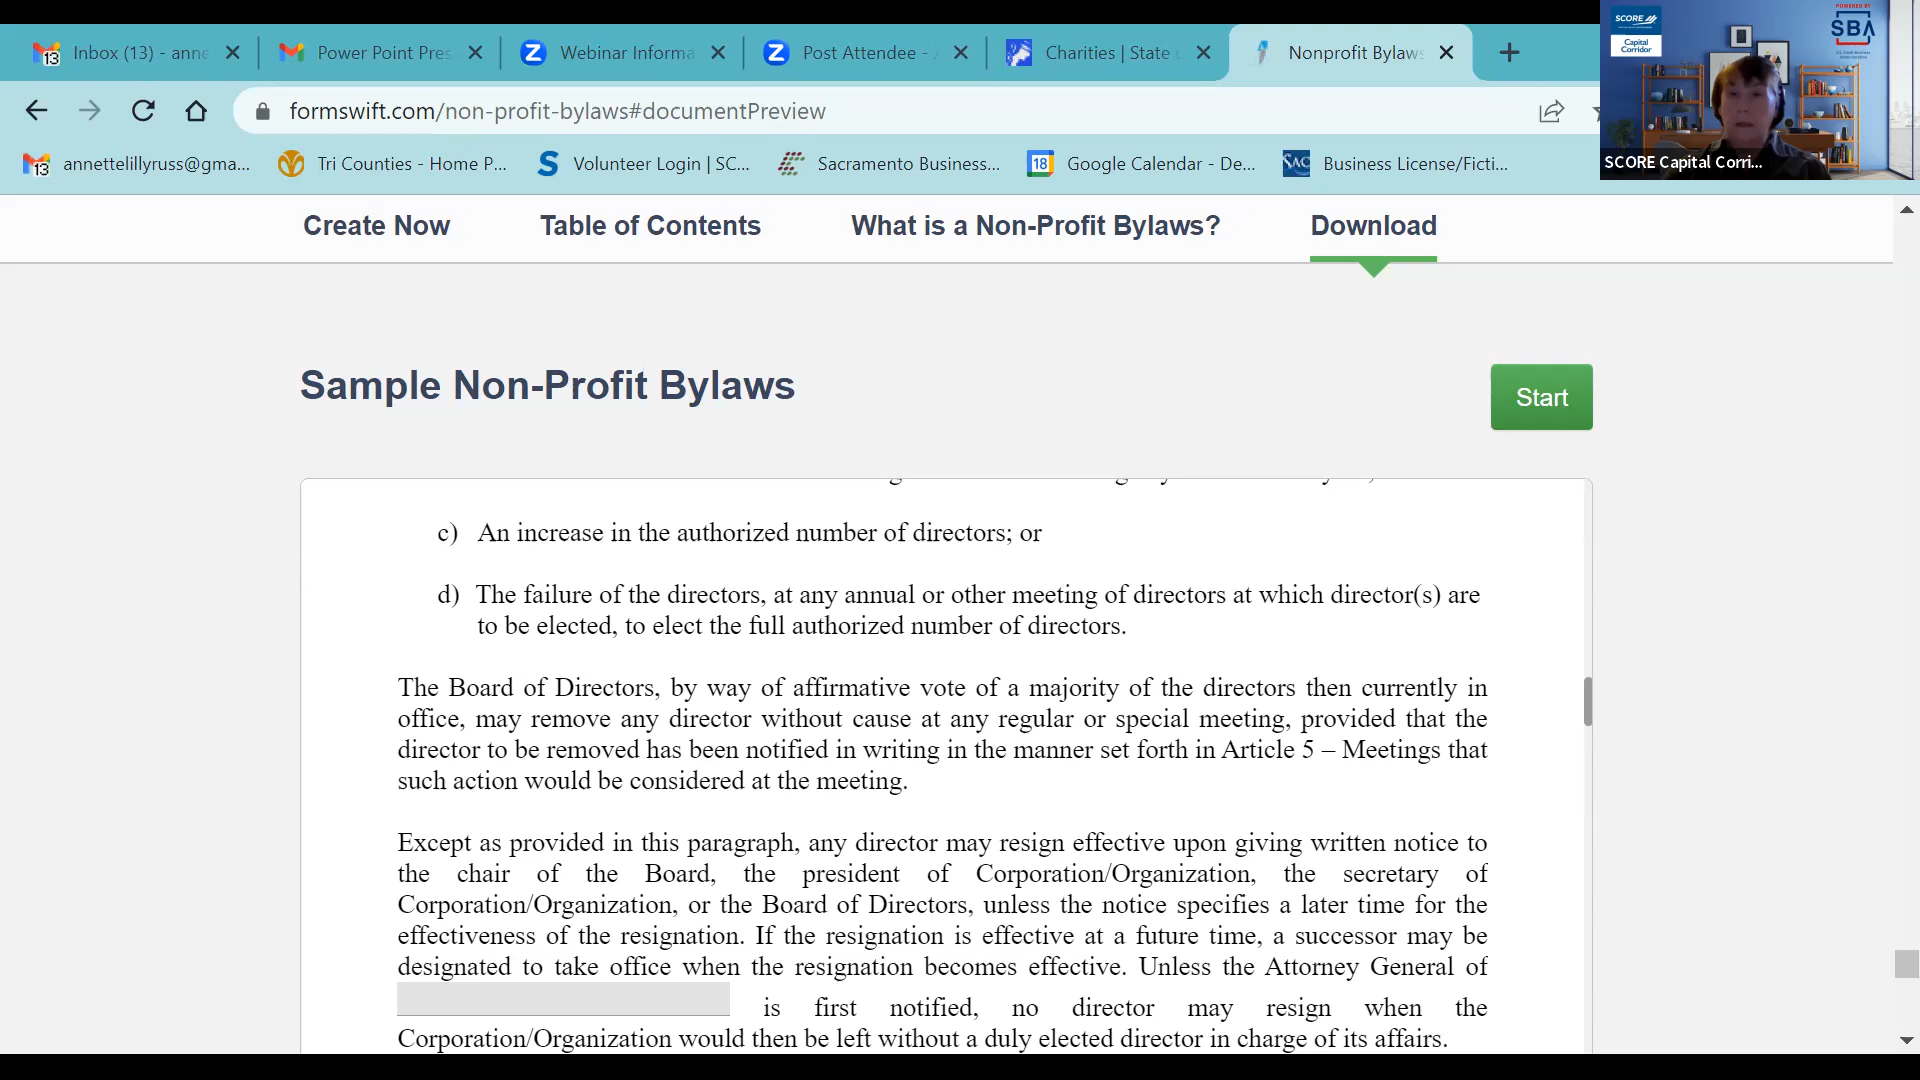 Inbox (13) - anne
Power Point Pres
Webinar Informa
Post Attendee - Z
Charities | State
Nonprofit Bylaws
formswift.com/non-profit-bylaws#documentPreview
annettelillyruss@gma...
Tri Counties - Home P...
Volunteer Login | SC...
Sacramento Business...
Google Calendar - De...
Business License/Ficti...
SCORE
Capital
Corridor
POWERED BY
SBA
SCORE Capital Corri...
Create Now
Table of Contents
What is a Non-Profit Bylaws?
Download
Sample Non-Profit Bylaws
Start
c) An increase in the authorized number of directors; or
d) The failure of the directors, at any annual or other meeting of directors at which director(s) are
to be elected, to elect the full authorized number of directors.
The Board of Directors, by way of affirmative vote of a majority of the directors then currently in
office, may remove any director without cause at any regular or special meeting, provided that the
director to be removed has been notified in writing in the manner set forth in Article 5 – Meetings that
such action would be considered at the meeting.
Except as provided in this paragraph, any director may resign effective upon giving written notice to
the chair of the Board, the president of Corporation/Organization, the secretary of
Corporation/Organization, or the Board of Directors, unless the notice specifies a later time for the
effectiveness of the resignation. If the resignation is effective at a future time, a successor may be
designated to take office when the resignation becomes effective. Unless the Attorney General of
is first notified, no director may resign when the
Corporation/Organization would then be left without a duly elected director in charge of its affairs.